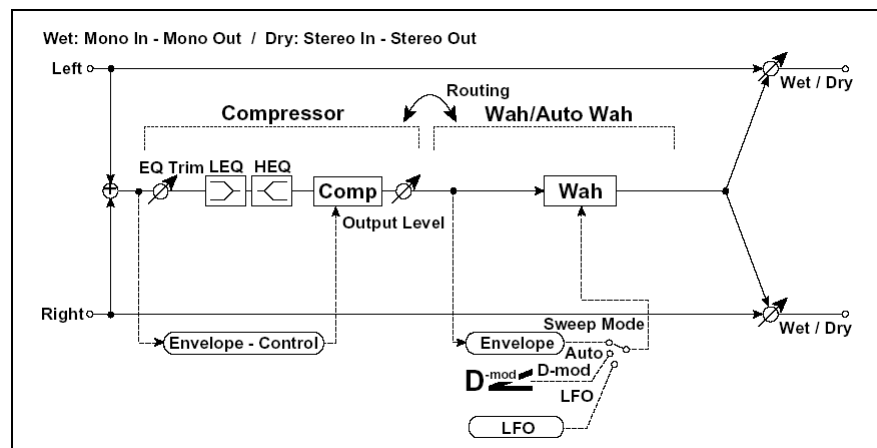 Wet: Mono In - Mono Out / Dry: Stereo In - Stereo Out
Left
Wet / Dry
Routing
Compressor
Wah/Auto Wah
EQ Trim
LEQ
HEQ
Comp
Wah
Output Level
Right
Wet / Dry
Sweep Mode
Envelope - Control
Envelope
Auto
D-mod
D-mod
LFO
LFO